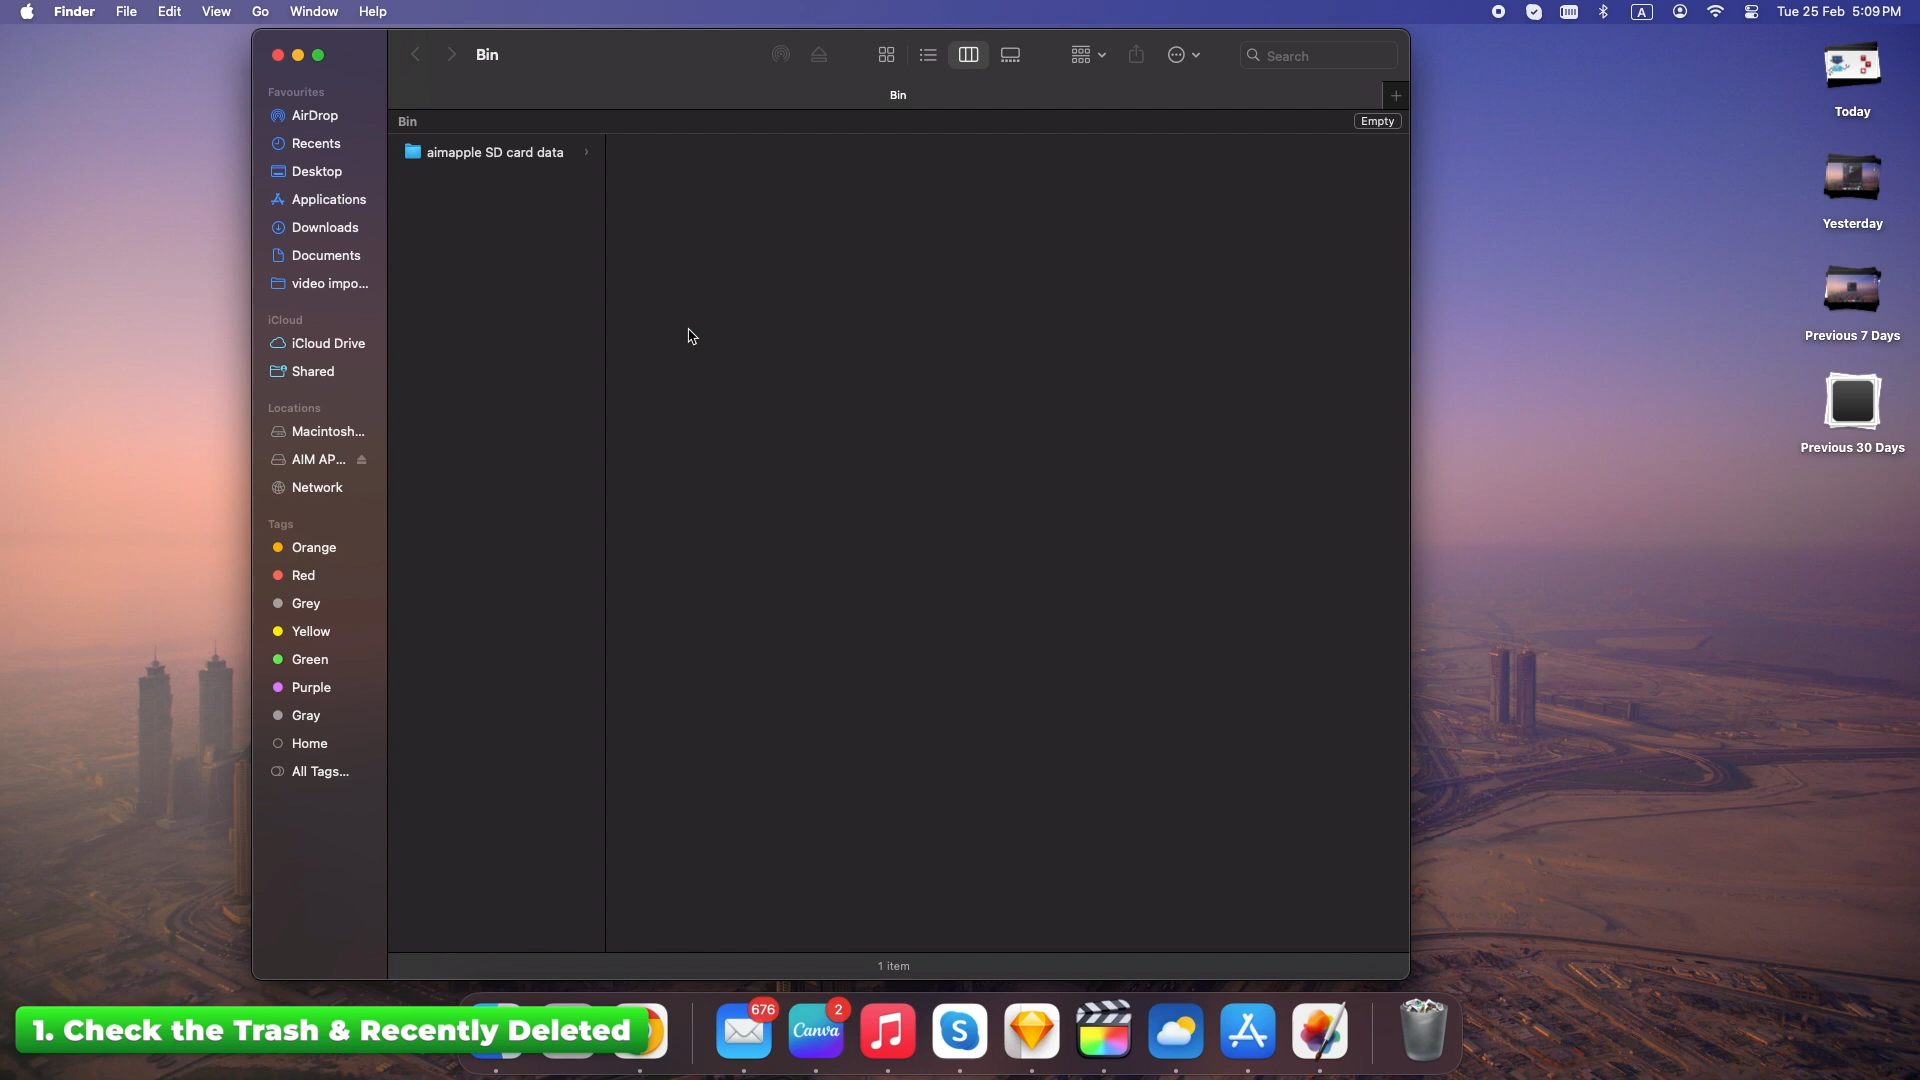 Finder File Edit View Go Window Help
A
Tue 25 Feb 5:09 PM
Bin
Search
Bin
Bin
Empty
Favourites
AirDrop
Recents
Desktop
Applications
Downloads
Documents
video impo...
iCloud
iCloud Drive
Shared
Locations
Macintosh...
AIM AP...
Network
Tags
Orange
Red
Grey
Yellow
Green
Purple
Gray
Home
All Tags...
aimapple SD card data
1 item
Today
Yesterday
Previous 7 Days
Previous 30 Days
1. Check the Trash & Recently Deleted
676
2
Canva
S